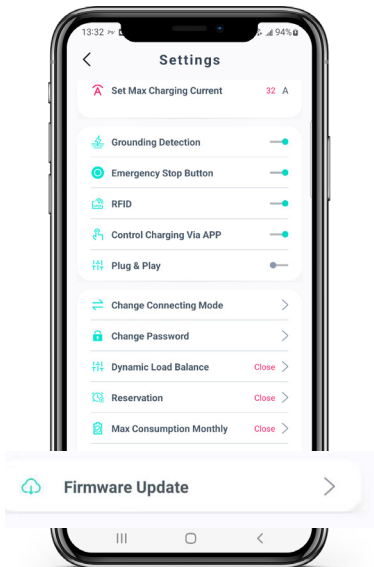 13:32
94%
Settings
Set Max Charging Current 32 A
Grounding Detection
Emergency Stop Button
RFID
Control Charging Via APP
Plug & Play
Change Connecting Mode
Change Password
Dynamic Load Balance Close
Reservation Close
Max Consumption Monthly Close
Firmware Update